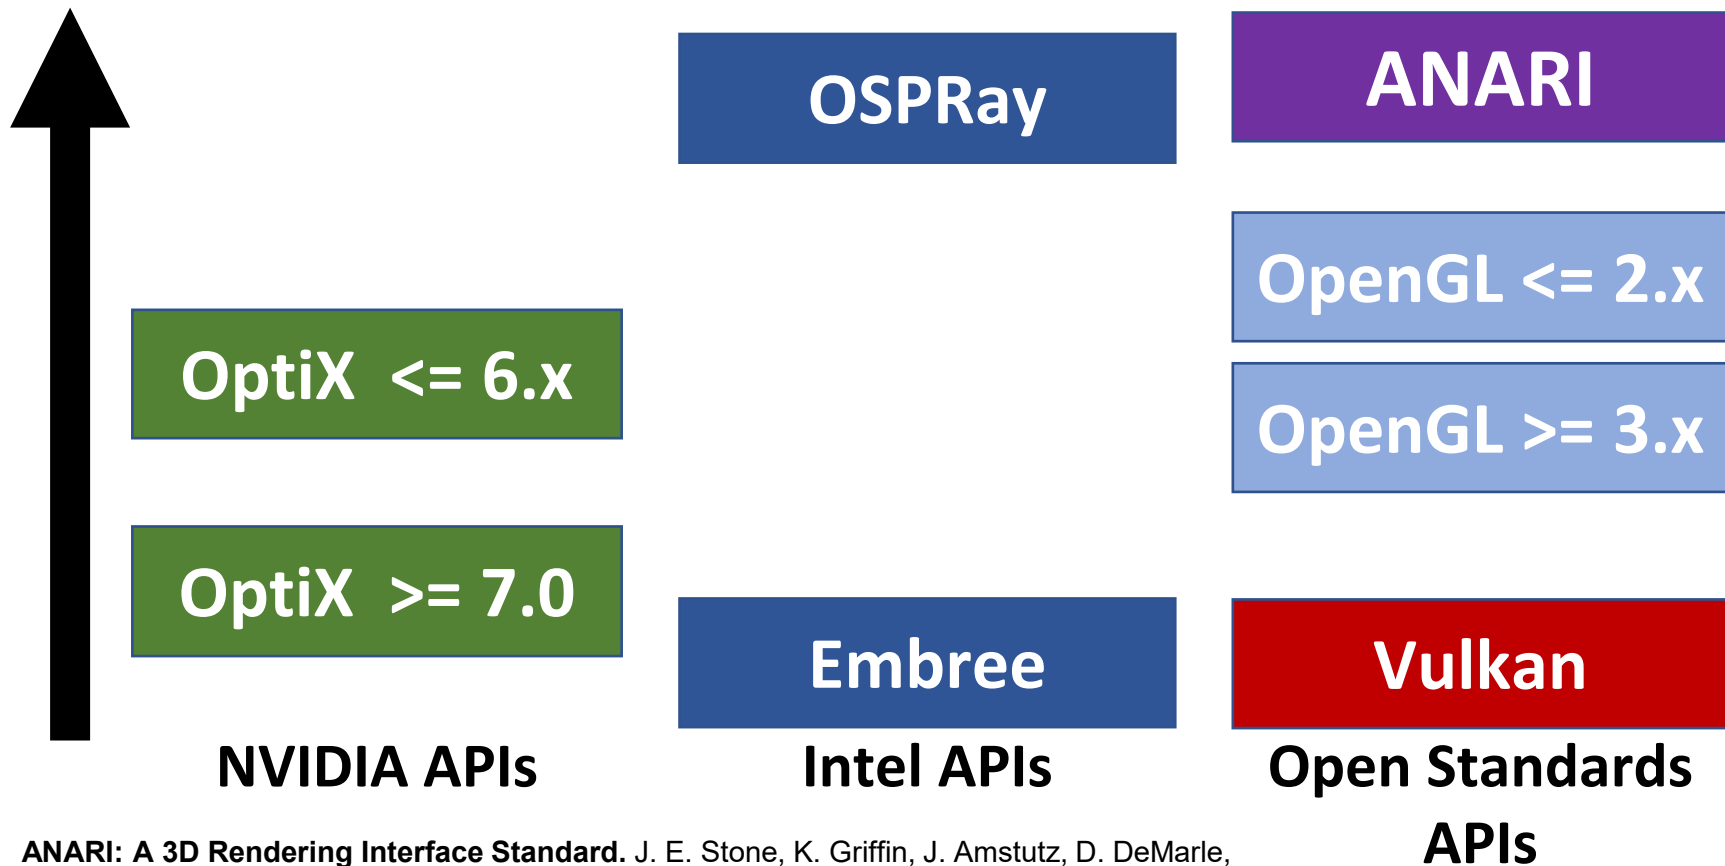 OSPRay
ANARI
OpenGL <= 2.x
OptiX <= 6.x
OpenGL >= 3.x
OptiX >= 7.0
Embree
Vulkan
NVIDIA APIs
Intel APIs
Open Standards
APIs
ANARI: A 3D Rendering Interface Standard. J. E. Stone, K. Griffin, J. Amstutz, D. DeMarle,